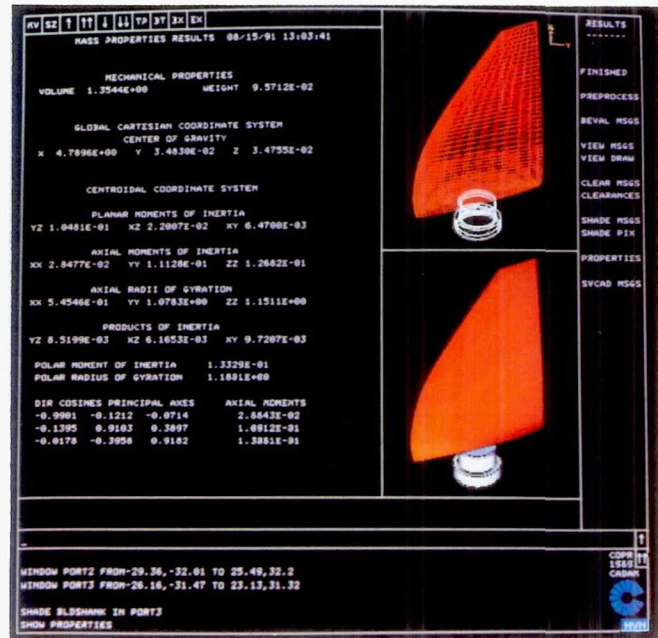 MV SZ ↑ ↑↑ ↓ ↓↓ TP 3T 3X EX
MASS PROPERTIES RESULTS 08/15/91 13:03:41
MECHANICAL PROPERTIES
VOLUME 1.3544E+00 WEIGHT 9.5712E-02
GLOBAL CARTESIAN COORDINATE SYSTEM
CENTER OF GRAVITY
X 4.7896E+00 Y 3.4830E-02 Z 3.4755E-02
CENTROIDAL COORDINATE SYSTEM
PLANAR MOMENTS OF INERTIA
YZ 1.0481E-01 XZ 2.2007E-02 XY 6.4700E-03
AXIAL MOMENTS OF INERTIA
XX 2.8477E-02 YY 1.1128E-01 ZZ 1.2682E-01
AXIAL RADII OF GYRATION
XX 5.4546E-01 YY 1.0783E+00 ZZ 1.1511E+00
PRODUCTS OF INERTIA
YZ 8.5199E-03 XZ 6.1653E-03 XY 9.7207E-03
POLAR MOMENT OF INERTIA 1.3329E-01
POLAR RADIUS OF GYRATION 1.1801E+00
DIR COSINES PRINCIPAL AXES AXIAL MOMENTS
-0.9901 -0.1212 -0.0714 2.6643E-02
-0.1395 0.9103 0.3897 1.0912E-01
-0.0178 -0.3958 0.9182 1.3081E-01
RESULTS
-------
FINISHED
PREPROCESS
BEVAL MSGS
VIEW MSGS
VIEW DRAW
CLEAR MSGS
CLEARANCES
SHADE MSGS
SHADE PIX
PROPERTIES
SVCAD MSGS
WINDOW PORT2 FROM-29.36,-32.01 TO 25.49,32.2
WINDOW PORT3 FROM-26.16,-31.47 TO 23.13,31.32
SHADE BLDSHANK IN PORT3
SHOW PROPERTIES
COPR
1989
CADAM
MVN